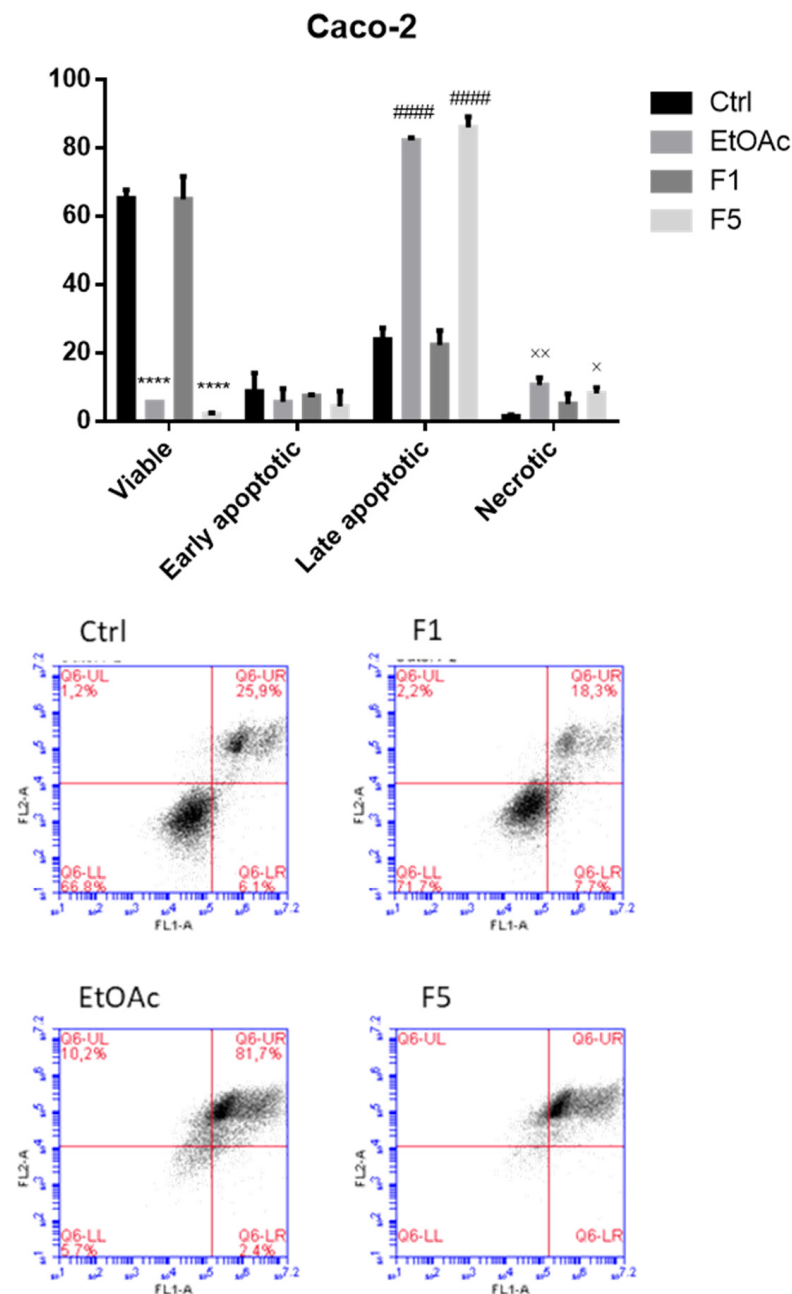 Caco-2
100
80
60
40
20
0
####
####
****
****
××
×
Ctrl
EtOAc
F1
F5
Viable
Early apoptotic
Late apoptotic
Necrotic
Ctrl
F1
Q6-UL
1,2%
Q6-UR
25,9%
Q6-LL
66,8%
Q6-LR
6,1%
FL2-A
FL1-A
Q6-UL
2,2%
Q6-UR
18,3%
Q6-LL
71,7%
Q6-LR
7,7%
FL2-A
FL1-A
EtOAc
F5
Q6-UL
10,2%
Q6-UR
81,7%
Q6-LL
5,7%
Q6-LR
2,4%
FL2-A
FL1-A
Q6-UL
Q6-UR
Q6-LL
Q6-LR
FL2-A
FL1-A